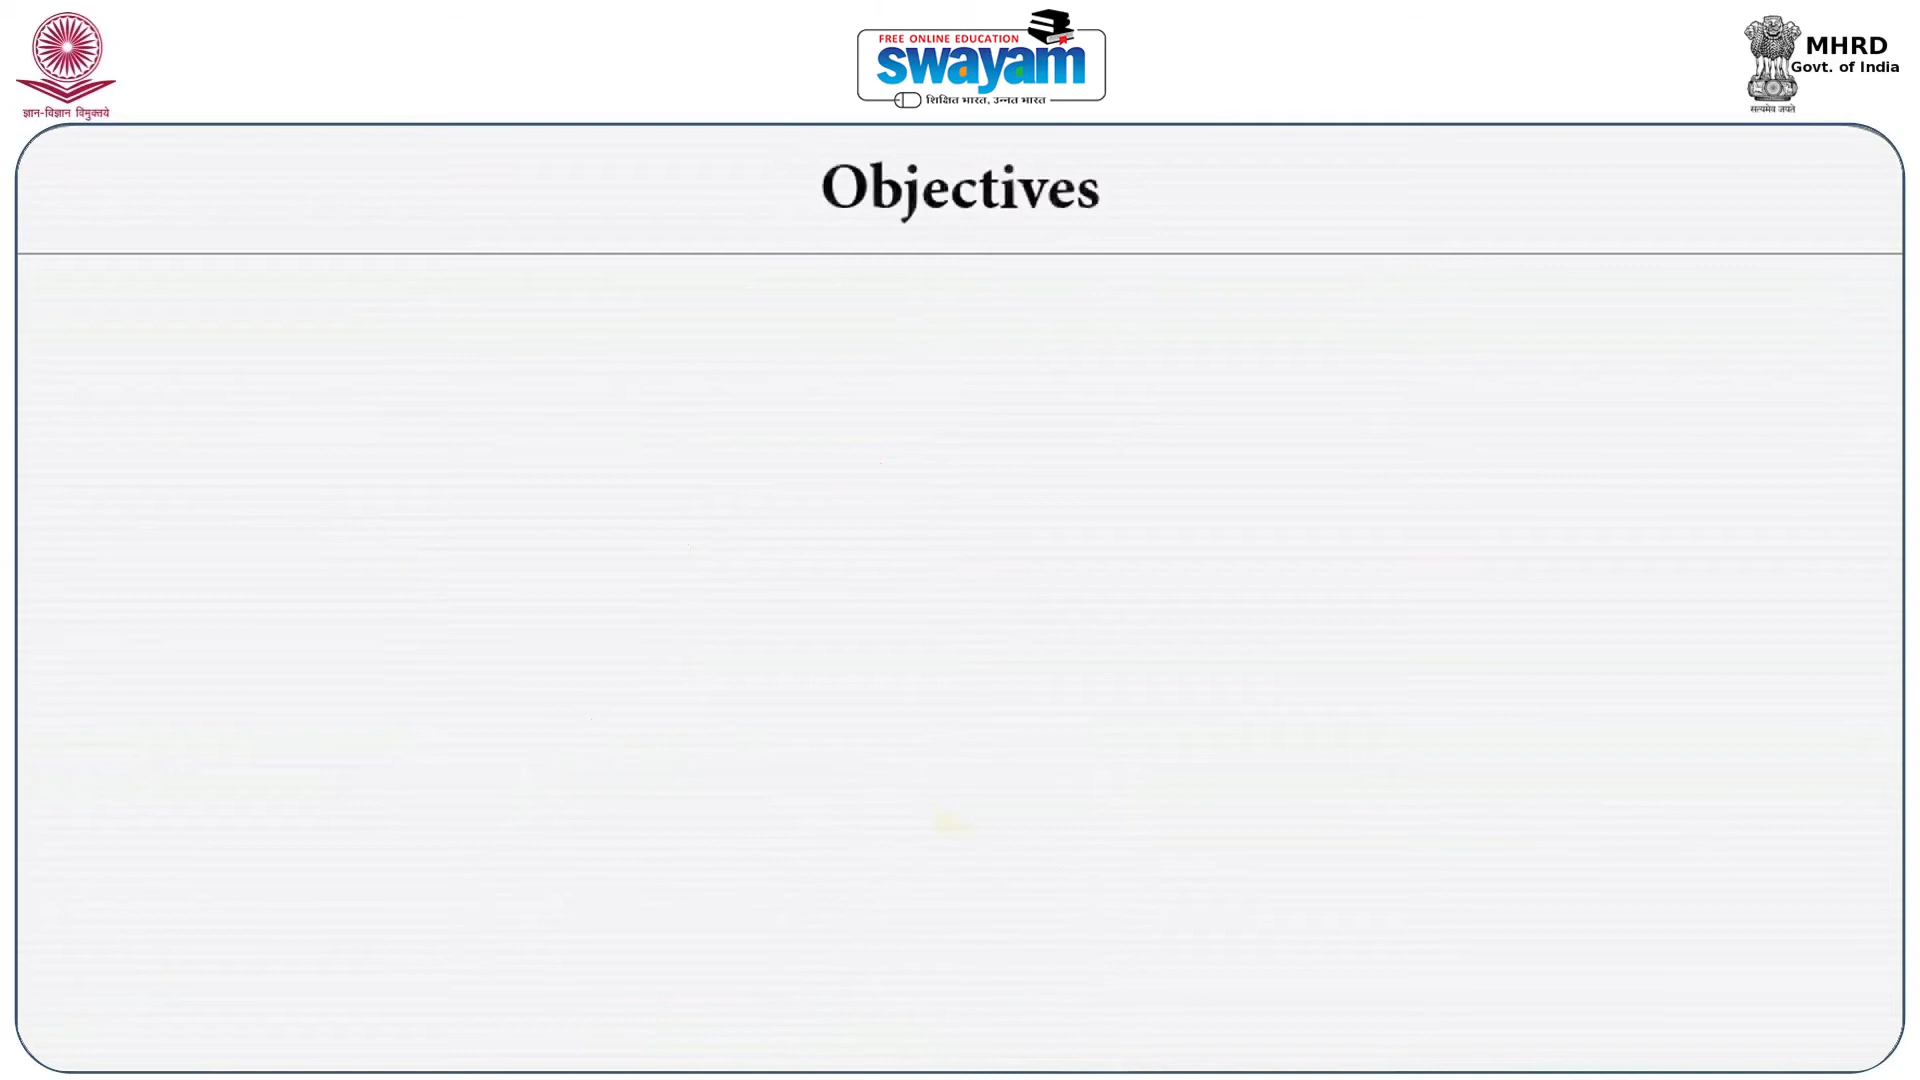 ज्ञान-विज्ञान विमुक्तये
FREE ONLINE EDUCATION
swayam
शिक्षित भारत, उन्नत भारत
MHRD
Govt. of India
सत्यमेव जयते
Objectives